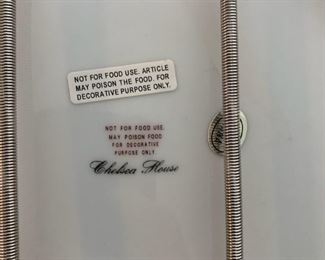 NOT FOR FOOD USE. ARTICLE
MAY POISON THE FOOD. FOR
DECORATIVE PURPOSE ONLY.
NOT FOR FOOD USE.
MAY POISON FOOD
FOR DECORATIVE
PURPOSE ONLY
Chelsea House